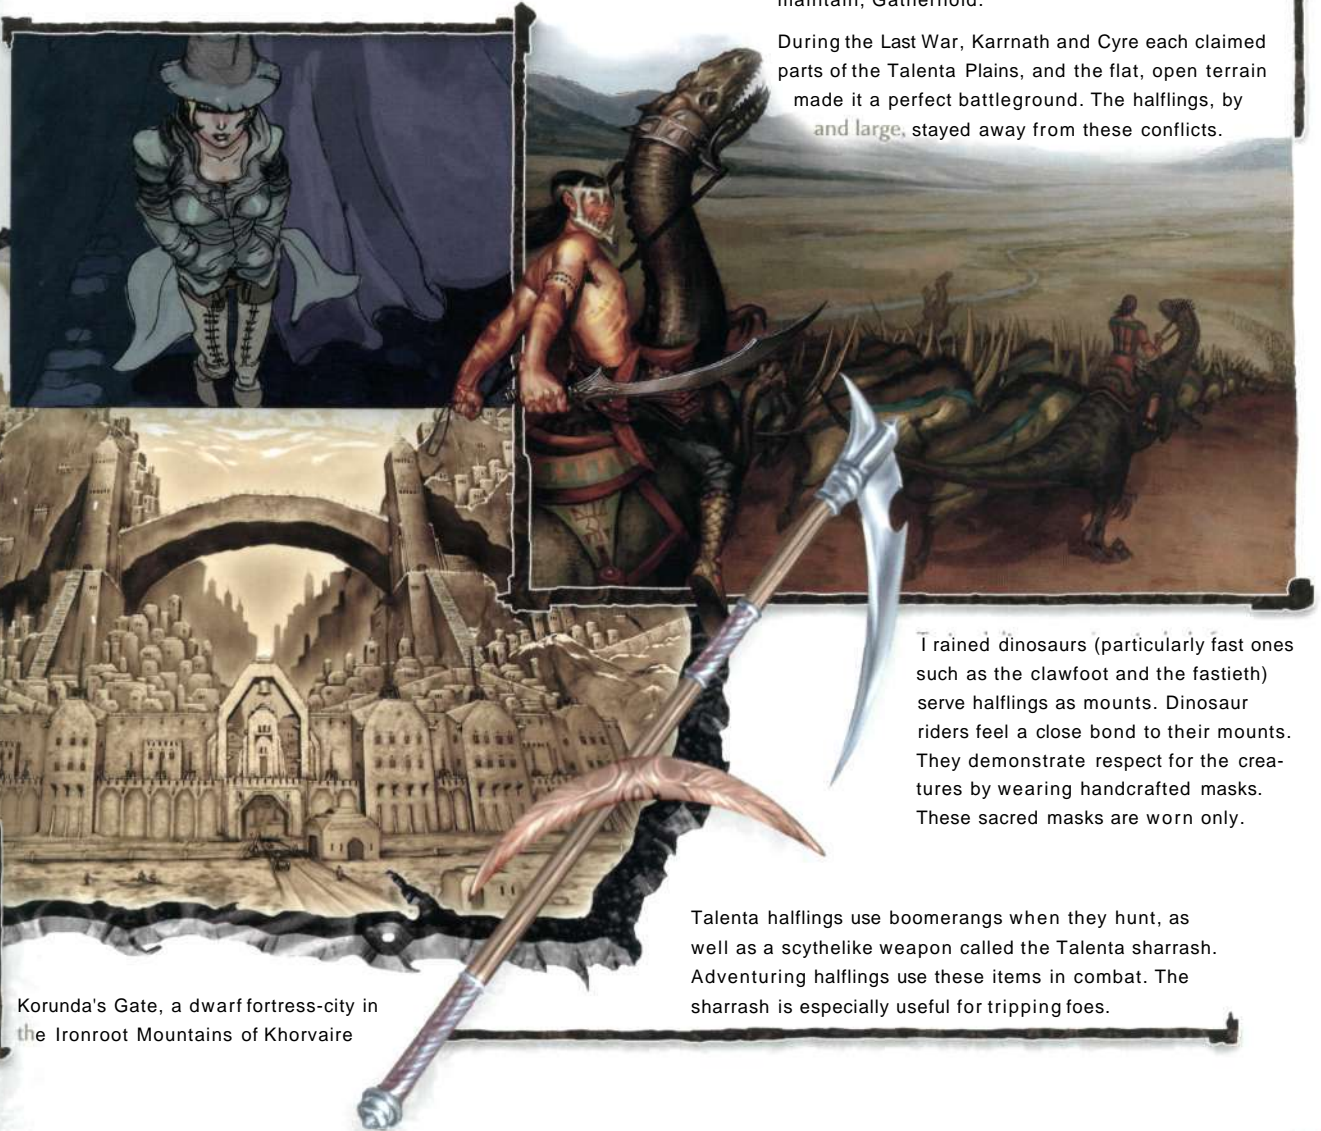 maintain, Gatherhold.
During the Last War, Karrnath and Cyre each claimed
parts of the Talenta Plains, and the flat, open terrain
made it a perfect battleground. The halflings, by
and large, stayed away from these conflicts.
I rained dinosaurs (particularly fast ones
such as the clawfoot and the fastieth)
serve halflings as mounts. Dinosaur
riders feel a close bond to their mounts.
They demonstrate respect for the crea-
tures by wearing handcrafted masks.
These sacred masks are worn only.
Talenta halflings use boomerangs when they hunt, as
well as a scythelike weapon called the Talenta sharrash.
Adventuring halflings use these items in combat. The
sharrash is especially useful for tripping foes.
Korunda's Gate, a dwarf fortress-city in
the Ironroot Mountains of Khorvaire